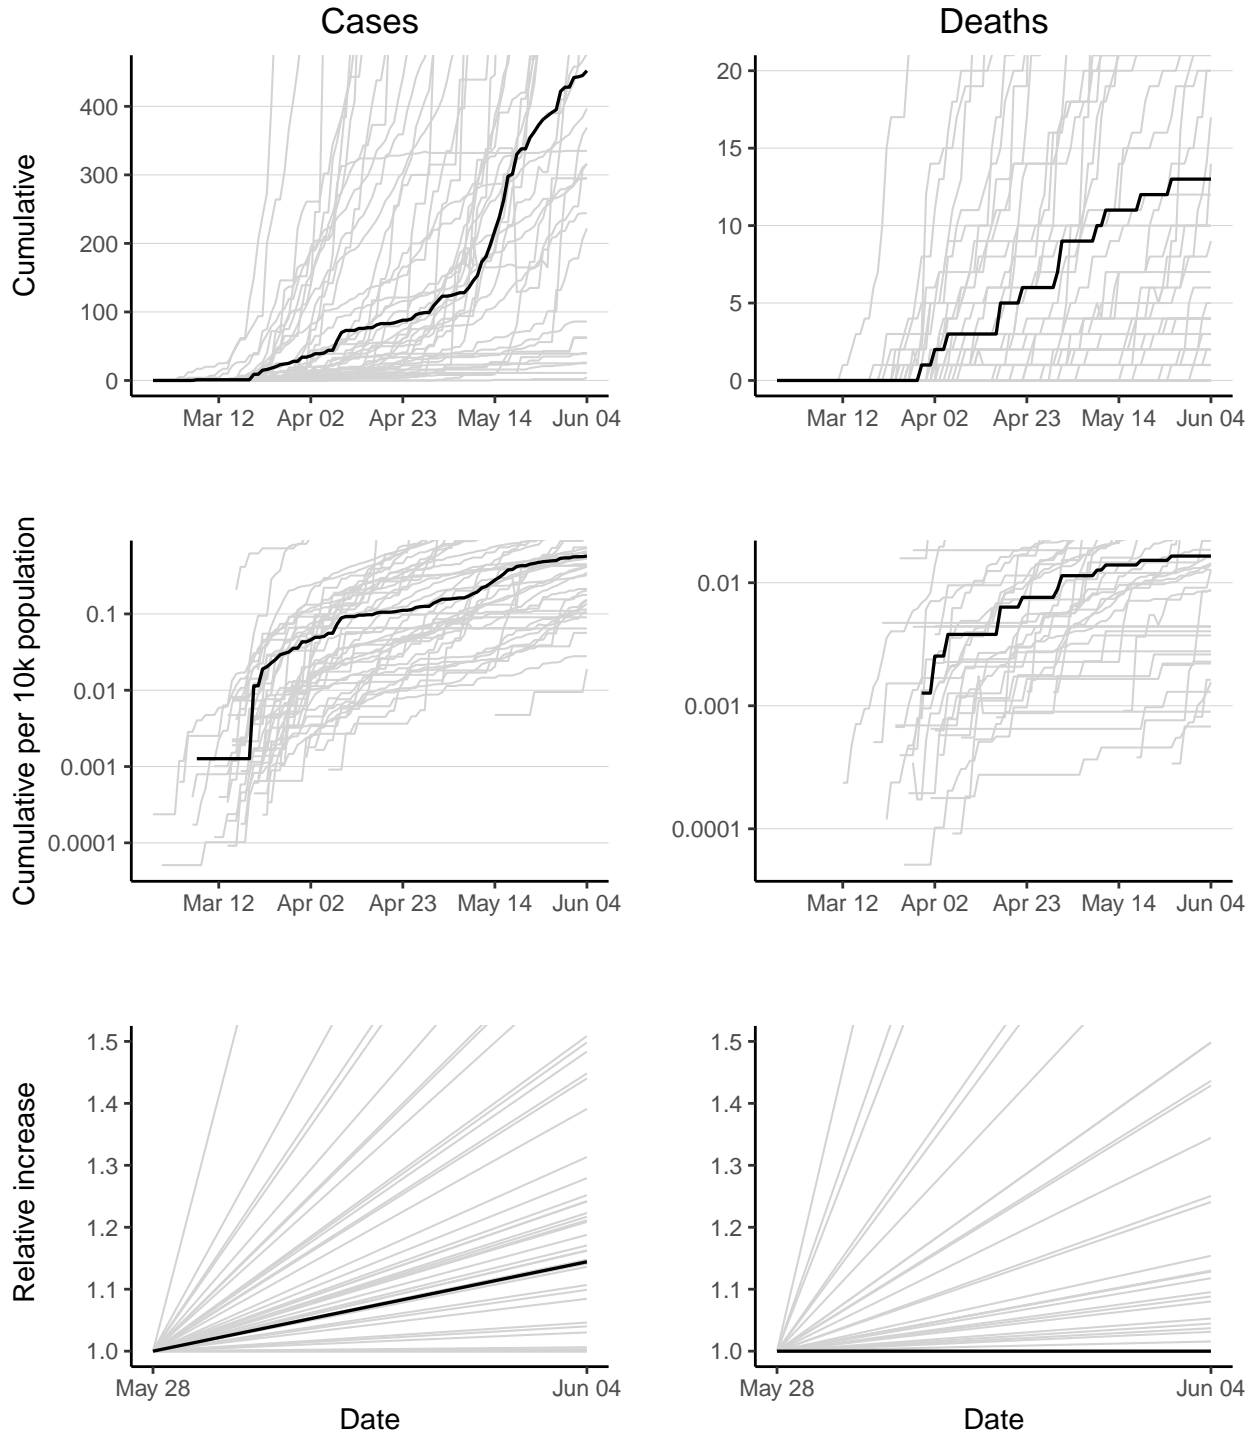 Cases
Deaths
Cumulative
400
300
200
100
0
Mar 12
Apr 02
Apr 23
May 14
Jun 04
20
15
10
5
0
Mar 12
Apr 02
Apr 23
May 14
Jun 04
Cumulative per 10k population
0.1
0.01
0.001
0.0001
Mar 12
Apr 02
Apr 23
May 14
Jun 04
0.01
0.001
0.0001
Mar 12
Apr 02
Apr 23
May 14
Jun 04
Relative increase
1.5
1.4
1.3
1.2
1.1
1.0
May 28
Jun 04
Date
1.5
1.4
1.3
1.2
1.1
1.0
May 28
Jun 04
Date